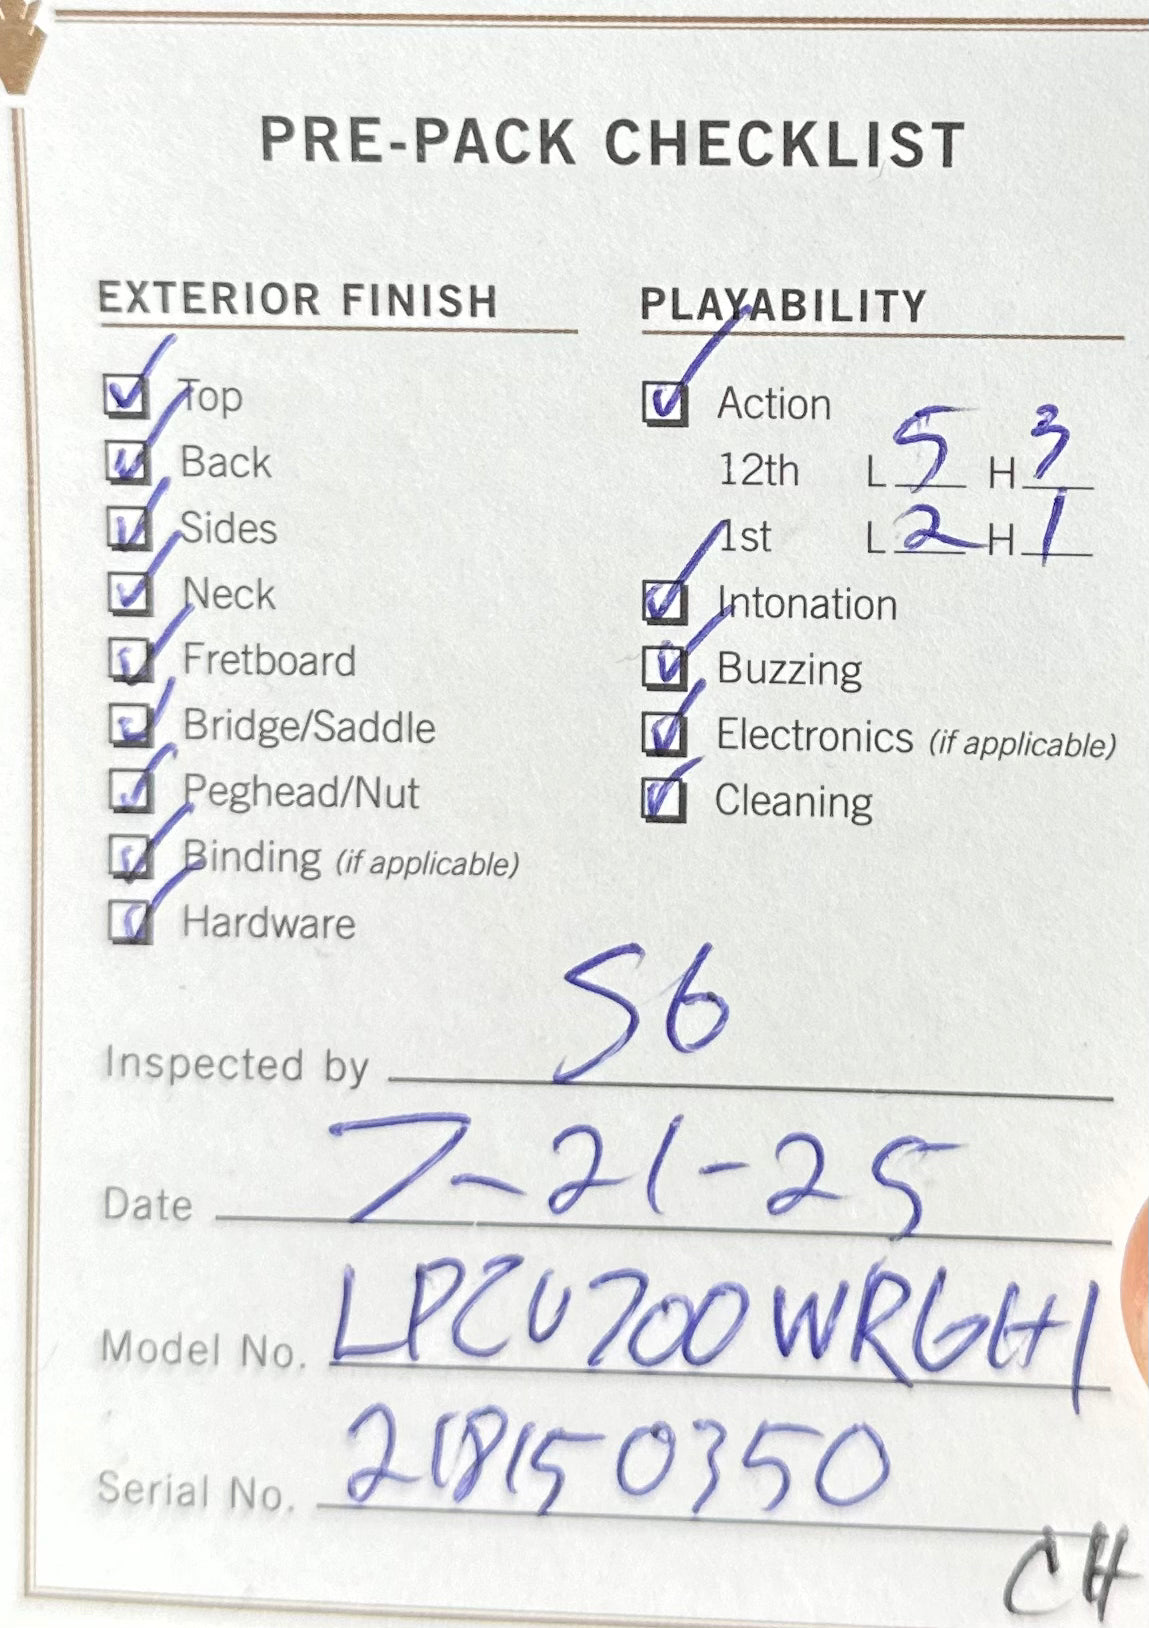 PRE-PACK CHECKLIST
EXTERIOR FINISH
Top
Back
Sides
Neck
Fretboard
Bridge/Saddle
Peghead/Nut
Binding (if applicable)
Hardware
PLAYABILITY
Action
12th L 5 H 3
1st L 2 H 1
Intonation
Buzzing
Electronics (if applicable)
Cleaning
Inspected by S6
Date 7-21-25
Model No. LPCU700WRGH1
Serial No. 218150350
CH